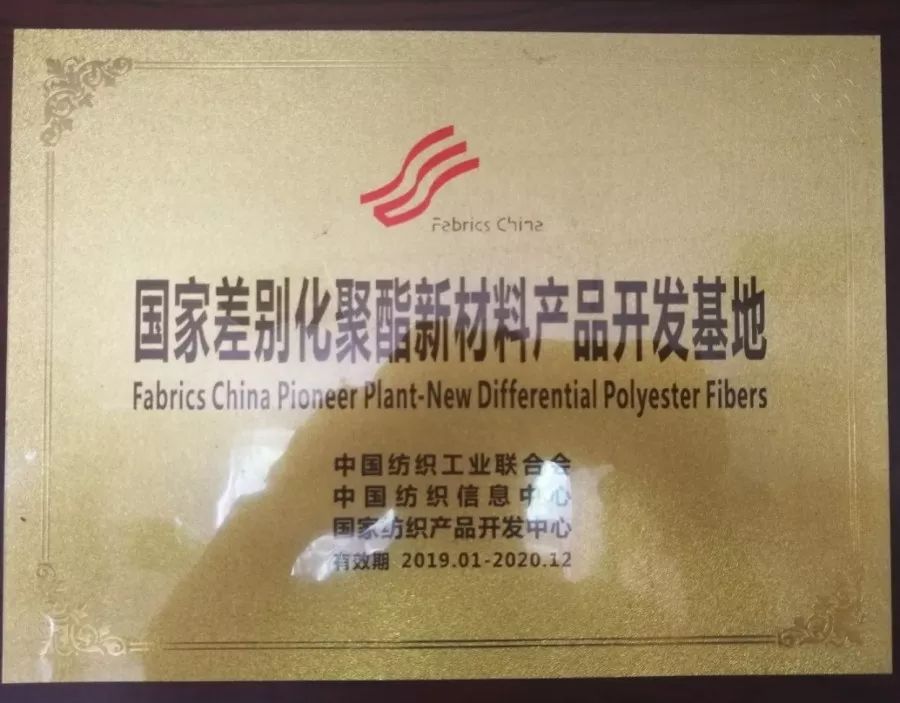 Fabrics China
国家差别化聚酯新材料产品开发基地
Fabrics China Pioneer Plant-New Differential Polyester Fibers
中国纺织工业联合会
中国纺织信息中心
国家纺织产品开发中心
有效期 2019.01-2020.12